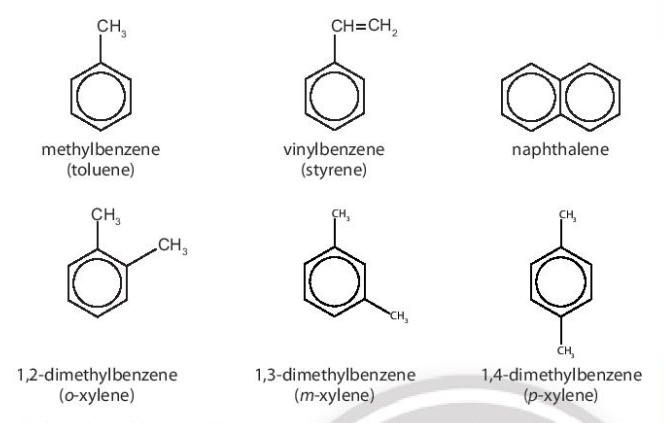 CH₃
CH=CH₂
methylbenzene
(toluene)
vinylbenzene
(styrene)
naphthalene
CH₃
CH₃
CH₃
CH₃
CH₃
CH₃
1,2-dimethylbenzene
(o-xylene)
1,3-dimethylbenzene
(m-xylene)
1,4-dimethylbenzene
(p-xylene)